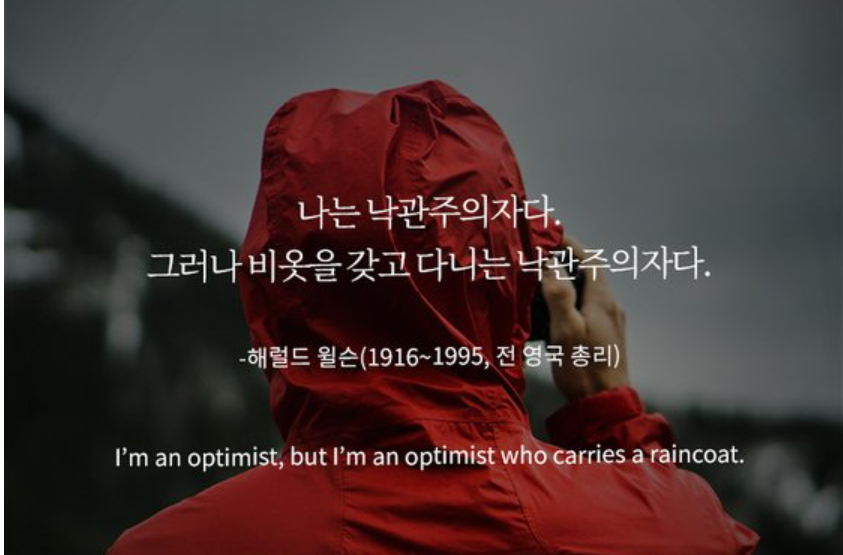 나는 낙관주의자다.
그러나 비옷을 갖고 다니는 낙관주의자다.
-해럴드 윌슨(1916~1995, 전 영국 총리)
I'm an optimist, but I'm an optimist who carries a raincoat.